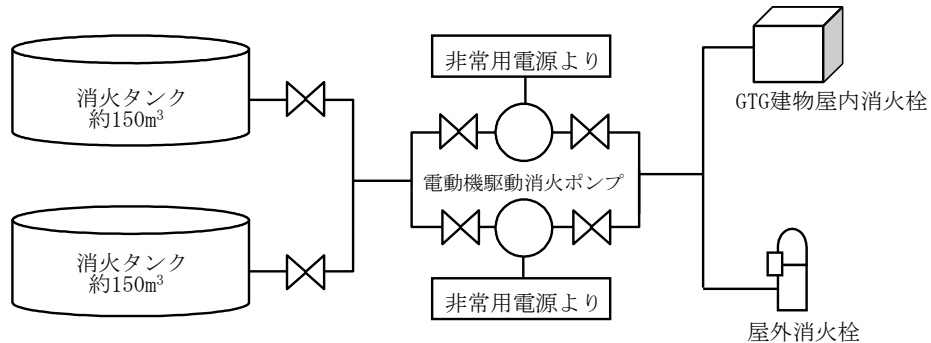 非常用電源より
消火タンク
約150m³
GTG建物屋内消火栓
電動機駆動消火ポンプ
消火タンク
約150m³
非常用電源より
屋外消火栓